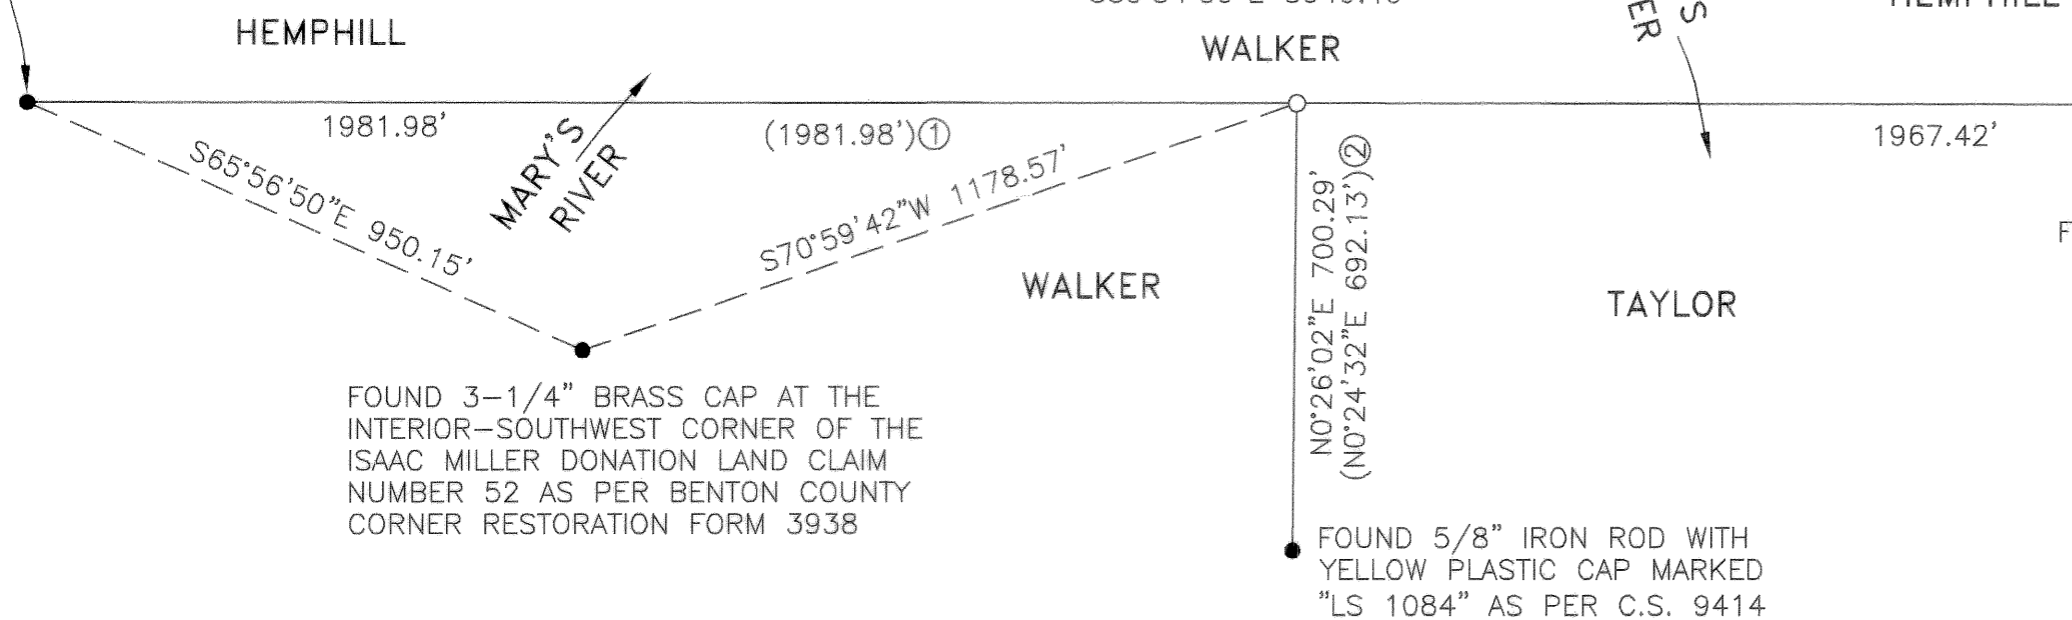 HEMPHILL
WALKER
S
ER
1981.98'
(1981.98')①
1967.42'
S65°56'50"E 950.15'
MARY'S
RIVER
S70°59'42"W 1178.57'
N0°26'02"E 700.29'
(N0°24'32"E 692.13')②
WALKER
TAYLOR
FOUND 3-1/4" BRASS CAP AT THE
INTERIOR-SOUTHWEST CORNER OF THE
ISAAC MILLER DONATION LAND CLAIM
NUMBER 52 AS PER BENTON COUNTY
CORNER RESTORATION FORM 3938
FOUND 5/8" IRON ROD WITH
YELLOW PLASTIC CAP MARKED
"LS 1084" AS PER C.S. 9414